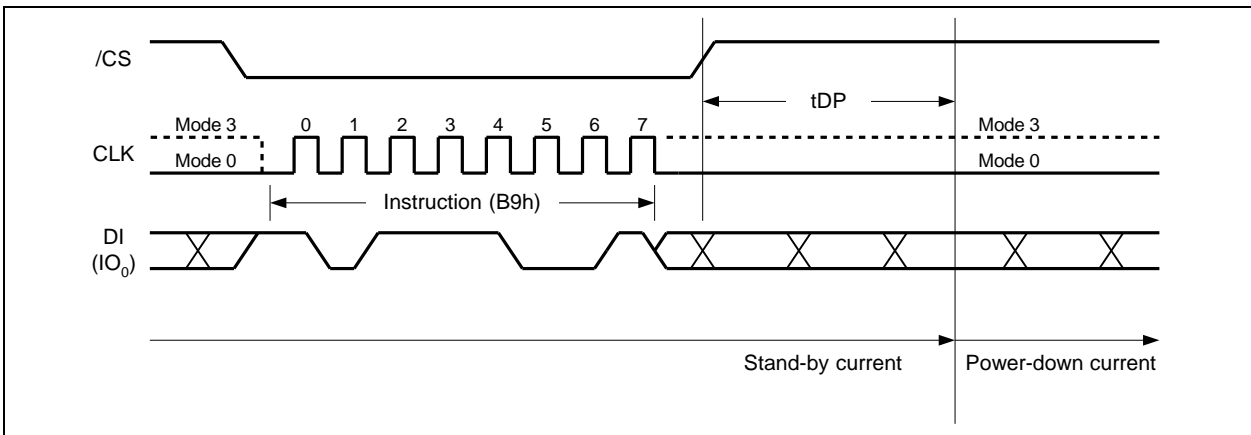 /CS
tDP
Mode 3 0 1 2 3 4 5 6 7 Mode 3
CLK
Mode 0 Mode 0
Instruction (B9h)
DI
(IO₀)
Stand-by current Power-down current